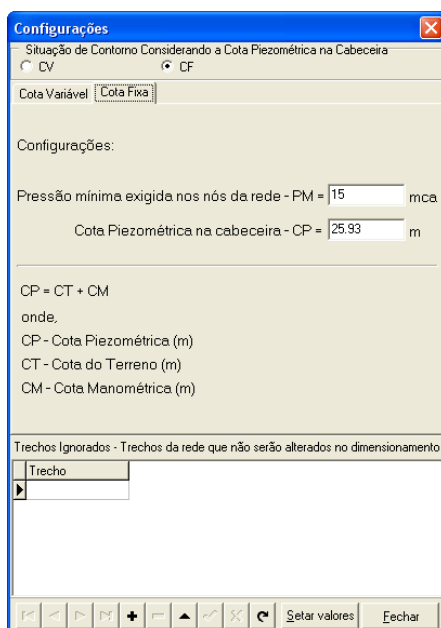 Configurações
Situação de Contorno Considerando a Cota Piezométrica na Cabeceira
CV CF
Cota Variável Cota Fixa
Configurações:
Pressão mínima exigida nos nós da rede - PM = 15 mca
Cota Piezométrica na cabeceira - CP = 25.93 m
CP = CT + CM
onde,
CP - Cota Piezométrica (m)
CT - Cota do Terreno (m)
CM - Cota Manométrica (m)
Trechos Ignorados - Trechos da rede que não serão alterados no dimensionamento
Trecho
Setar valores Fechar